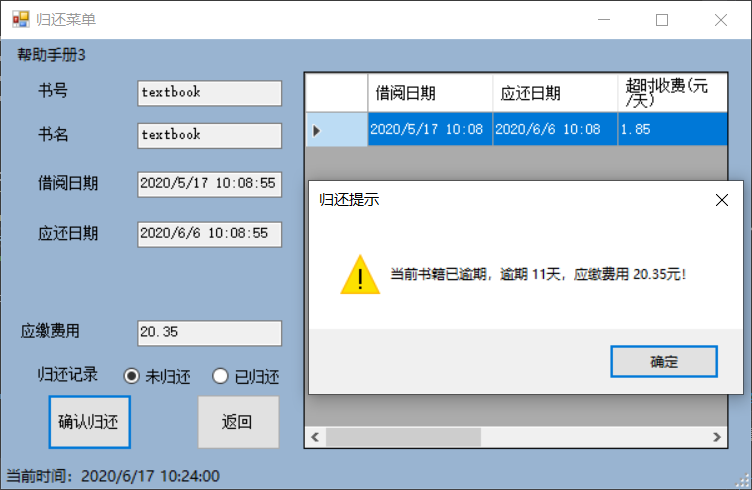 归还菜单
帮助手册3
书号 textbook
书名 textbook
借阅日期 2020/5/17 10:08:55
应还日期 2020/6/6 10:08:55
应缴费用 20.35
归还记录 未归还 已归还
确认归还 返回
当前时间：2020/6/17 10:24:00
借阅日期 应还日期 超时收费(元
/天)
2020/5/17 10:08 2020/6/6 10:08 1.85
归还提示
当前书籍已逾期，逾期 11天，应缴费用 20.35元！
确定